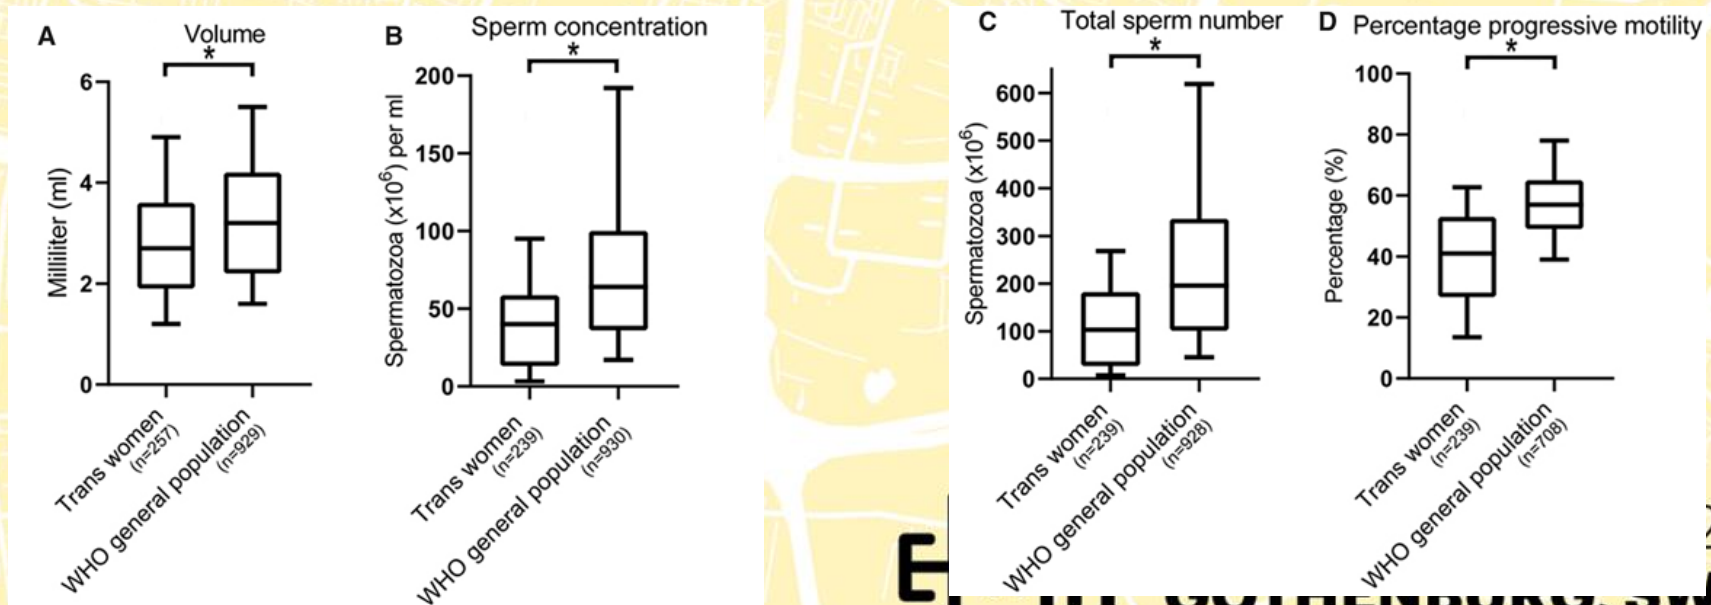 A
Volume
*
6
4
2
0
Milliliter (ml)
Trans women
(n=257)
WHO general population
(n=929)
B
Sperm concentration
*
200
150
100
50
0
Spermatozoa (x10⁶) per ml
Trans women
(n=239)
WHO general population
(n=930)
C
Total sperm number
*
600
500
400
300
200
100
0
Spermatozoa (x10⁶)
Trans women
(n=239)
WHO general population
(n=928)
D
Percentage progressive motility
*
100
80
60
40
20
0
Percentage (%)
Trans women
(n=239)
WHO general population
(n=708)
E
GOTHENBURG, SW